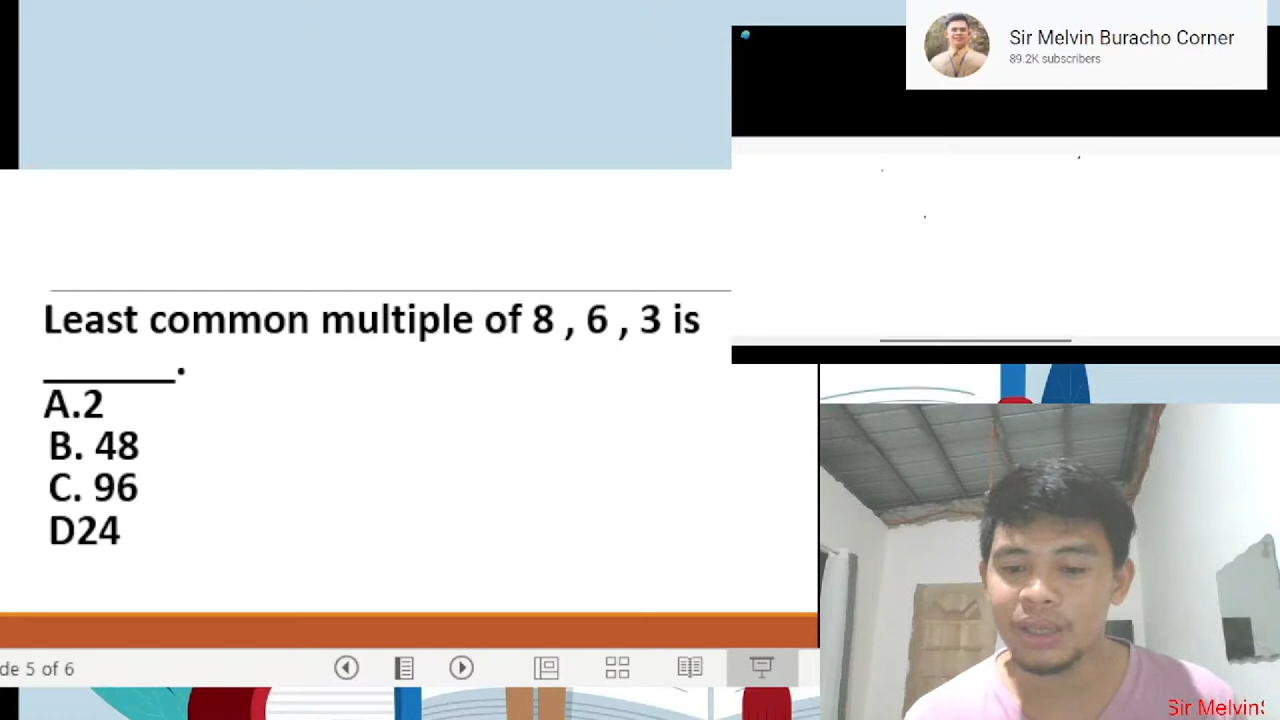 Sir Melvin Buracho Corner
89.2K subscribers
Least common multiple of 8 , 6 , 3 is
______.
A.2
B. 48
C. 96
D24
de 5 of 6
Sir Melvin